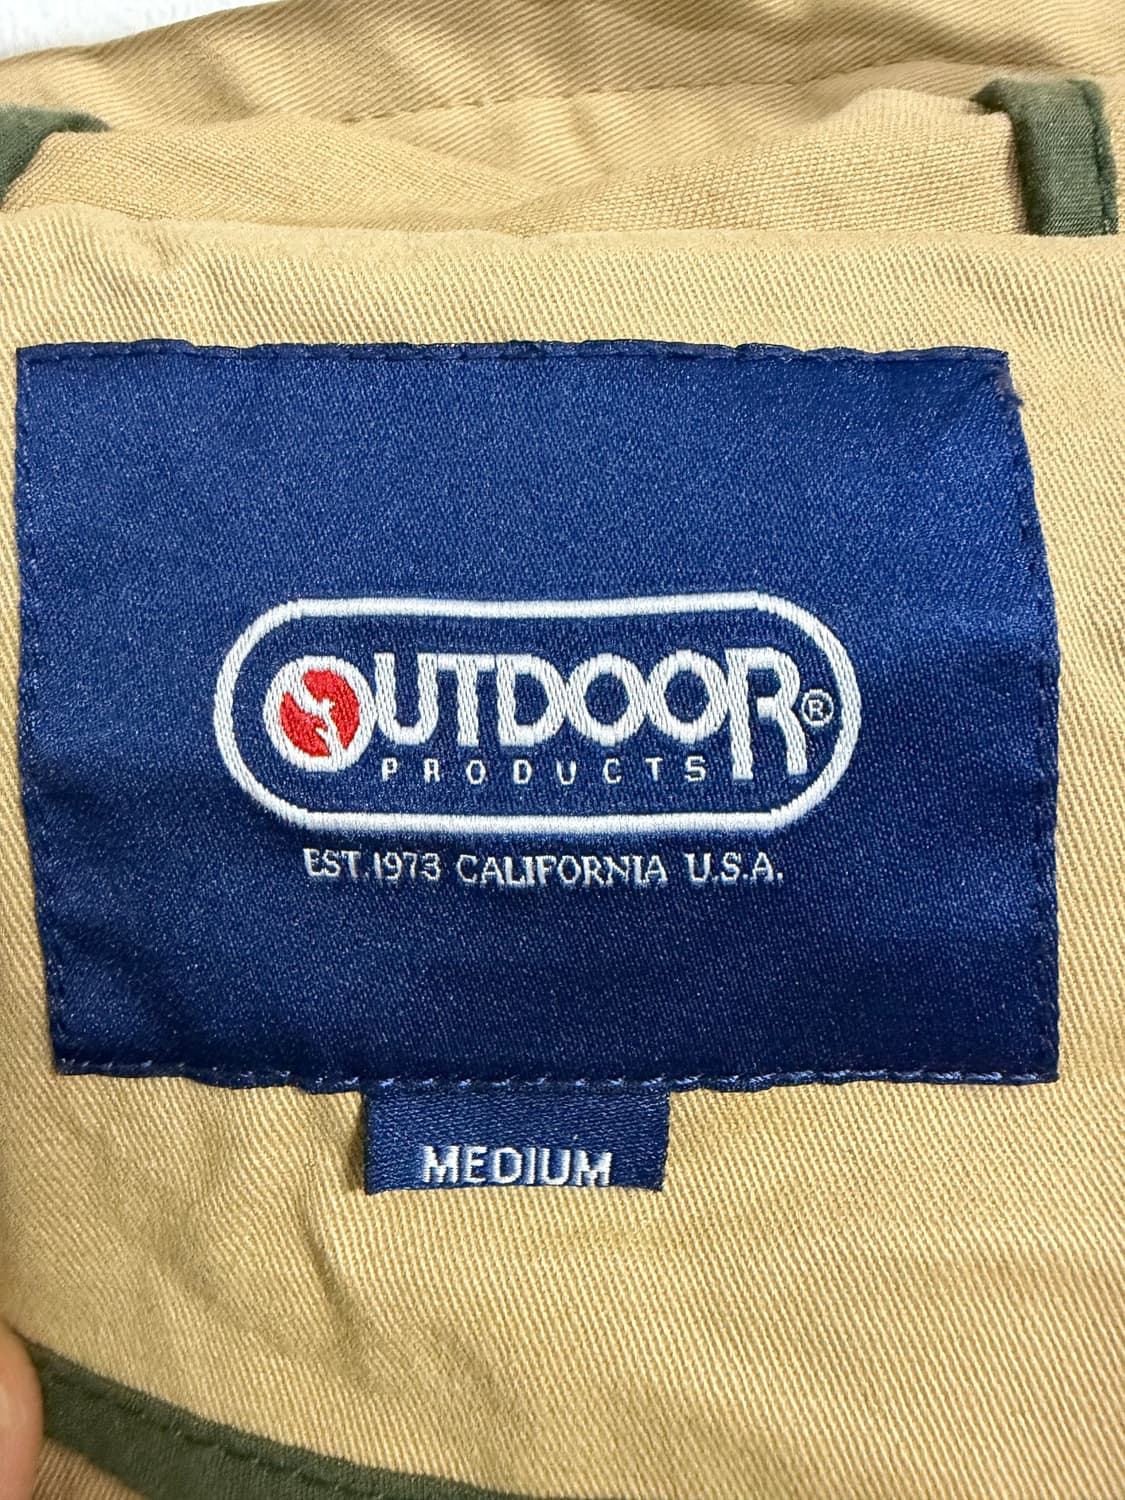 OUTDOOR®
PRODUCTS
EST.1973 CALIFORNIA U.S.A.
MEDIUM